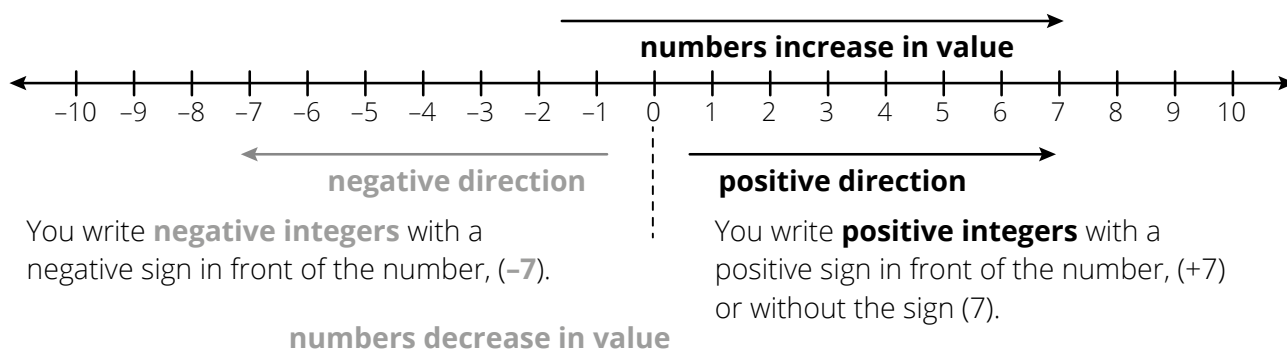 numbers increase in value
–10 –9 –8 –7 –6 –5 –4 –3 –2 –1 0 1 2 3 4 5 6 7 8 9 10
negative direction
positive direction
You write negative integers with a
negative sign in front of the number, (–7).
You write positive integers with a
positive sign in front of the number, (+7)
or without the sign (7).
numbers decrease in value